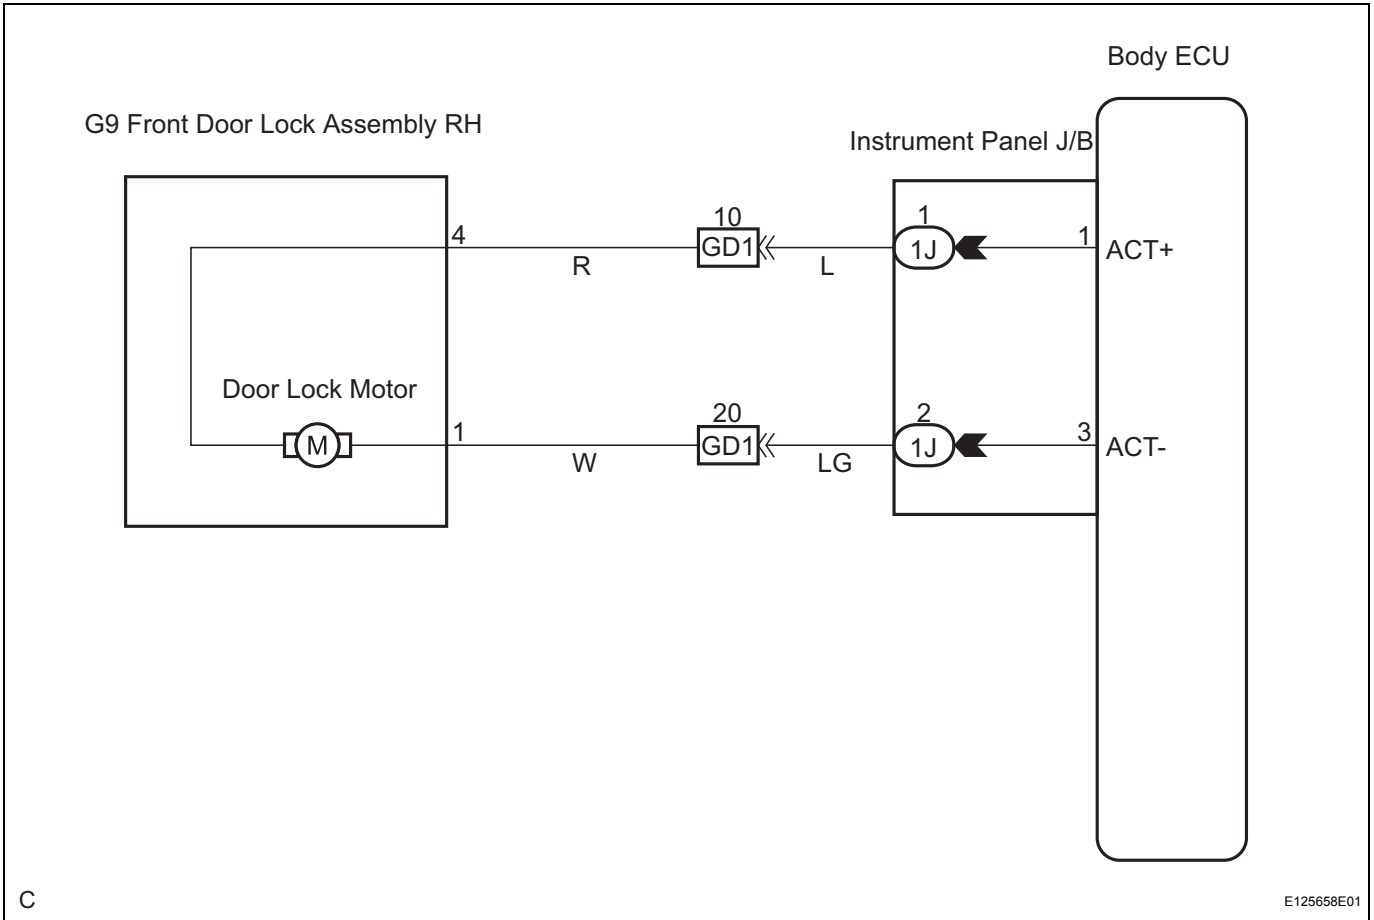 Body ECU
G9 Front Door Lock Assembly RH
Instrument Panel J/B
4
R
10
GD1
L
1
1J
1
ACT+
Door Lock Motor
M
1
W
20
GD1
LG
2
1J
3
ACT-
C
E125658E01